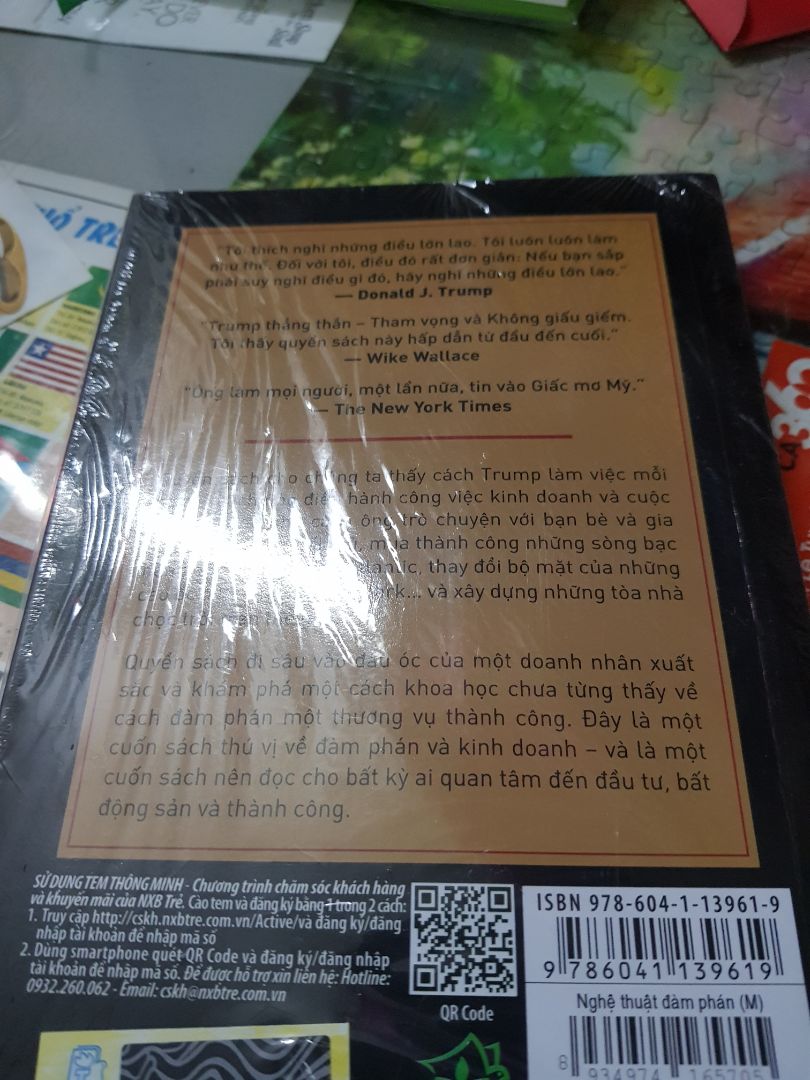 Ổ TRƯ
"Tôi thích nghĩ những điều lớn lao. Tôi luôn luôn làm
như thế. Đối với tôi, điều đó rất đơn giản: Nếu bạn sắp
phải suy nghĩ điều gì đó, hãy nghĩ những điều lớn lao."
— Donald J. Trump
"Trump thẳng thắn – Tham vọng và Không giấu giếm.
Tôi thấy quyển sách này hấp dẫn từ đầu đến cuối."
— Wike Wallace
"Ông làm mọi người, một lần nữa, tin vào Giấc mơ Mỹ."
— The New York Times
sách cho chúng ta thấy cách Trump làm việc mỗi
hành công việc kinh doanh và cuộc
ông trò chuyện với bạn bè và gia
mua thành công những sòng bạc
thay đổi bộ mặt của những
và xây dựng những tòa nhà
chọc trời
Quyển sách đi sâu vào đầu óc của một doanh nhân xuất
sắc và khám phá một cách khoa học chưa từng thấy về
cách đàm phán một thương vụ thành công. Đây là một
cuốn sách thú vị về đàm phán và kinh doanh – và là một
cuốn sách nên đọc cho bất kỳ ai quan tâm đến đầu tư, bất
động sản và thành công.
SỬ DỤNG TEM THÔNG MINH - Chương trình chăm sóc khách hàng
và khuyến mãi của NXB Trẻ. Cào tem và đăng ký bằng 1 trong 2 cách:
1. Truy cập http://cskh.nxbtre.com.vn/Active/và đăng ký/đăng
nhập tài khoản để nhập mã số
2. Dùng smartphone quét QR Code và đăng ký/đăng nhập
tài khoản để nhập mã số. Để được hỗ trợ xin liên hệ: Hotline:
0932.260.062 - Email: cskh@nxbtre.com.vn
QR Code
ISBN 978-604-1-13961-9
9 786041 139619
Nghệ thuật đàm phán (M)
8 934974 165705
365